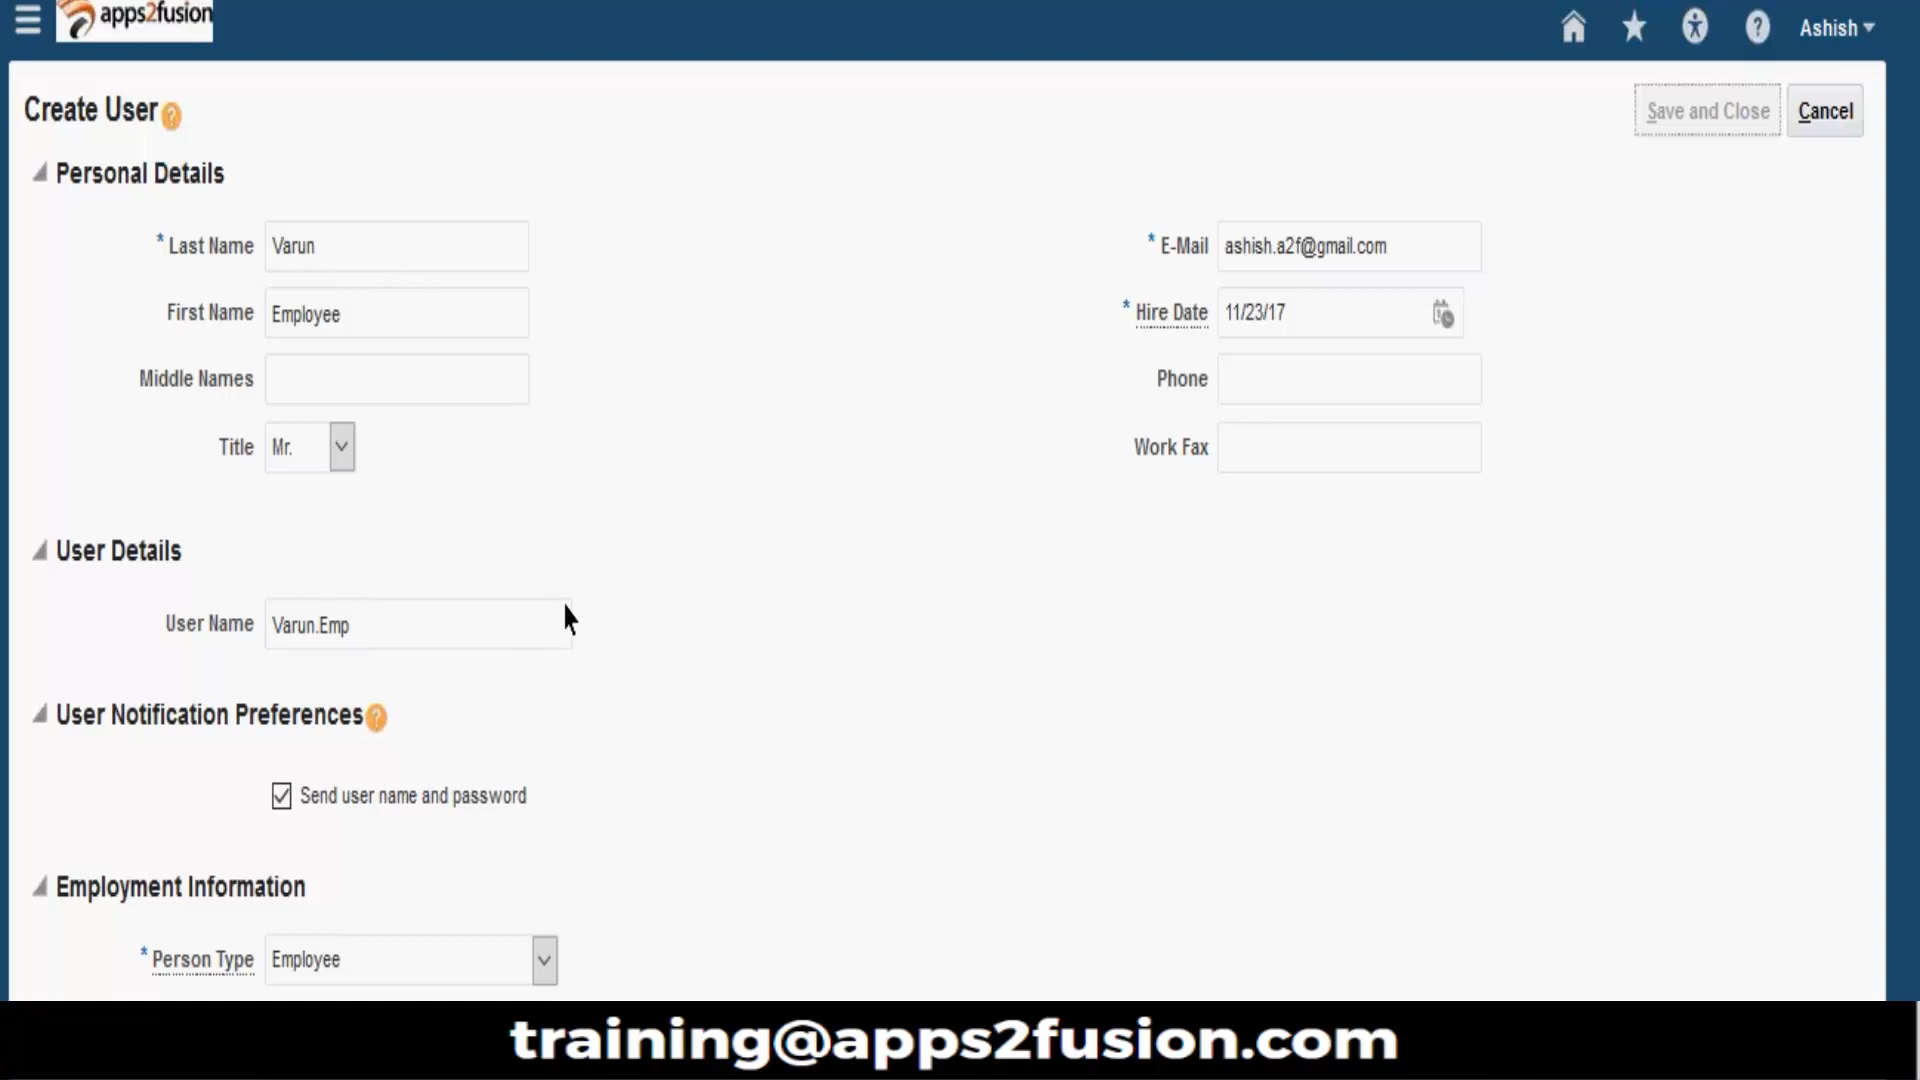 apps2fusion
Ashish
Create User
Save and Close
Cancel
Personal Details
* Last Name Varun
* E-Mail ashish.a2f@gmail.com
First Name Employee
* Hire Date 11/23/17
Middle Names
Phone
Title Mr.
Work Fax
User Details
User Name Varun.Emp
User Notification Preferences
Send user name and password
Employment Information
* Person Type Employee
training@apps2fusion.com